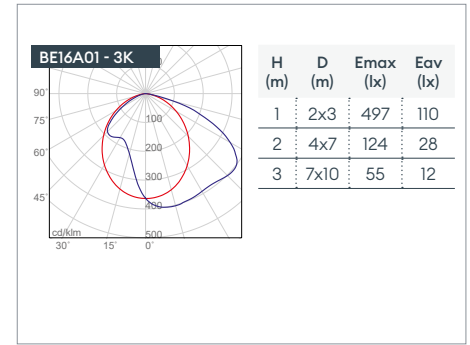 BE16A01 - 3K
0
90°
75°
60°
45°
100
200
300
400
500
cd/klm
30° 15° 0°
H D Emax Eav
(m) (m) (lx) (lx)
1 2x3 497 110
2 4x7 124 28
3 7x10 55 12